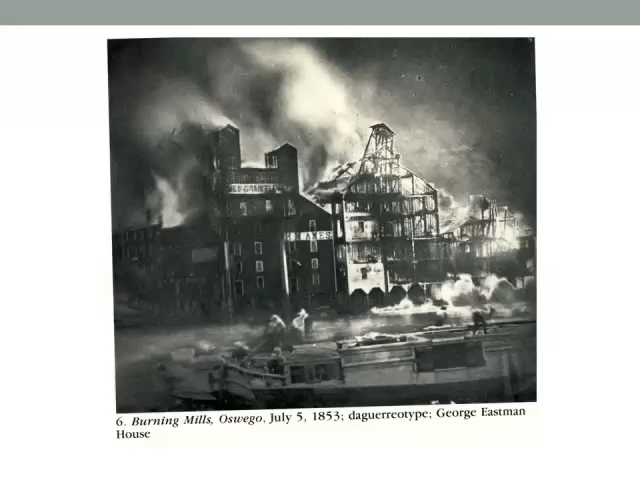 6. Burning Mills, Oswego, July 5, 1853; daguerreotype; George Eastman
House